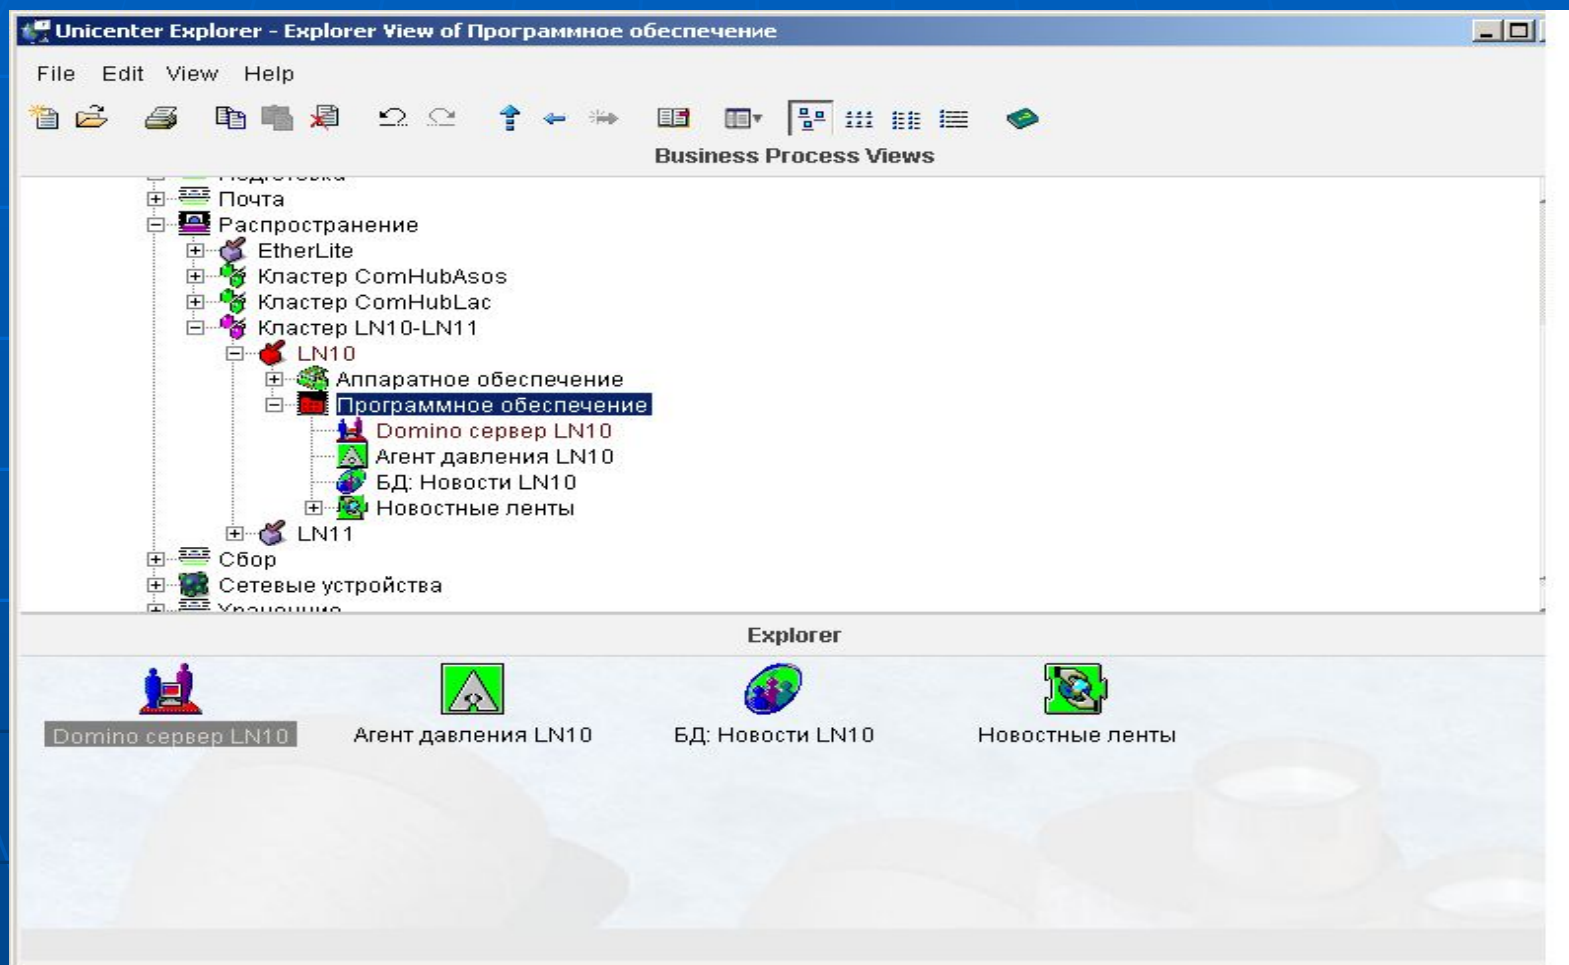 Unicenter Explorer - Explorer View of Программное обеспечение
File Edit View Help
Business Process Views
Подготовка
Почта
Распространение
EtherLite
Кластер ComHubAsos
Кластер ComHubLac
Кластер LN10-LN11
LN10
Аппаратное обеспечение
Программное обеспечение
Domino сервер LN10
Агент давления LN10
БД: Новости LN10
Новостные ленты
LN11
Сбор
Сетевые устройства
Explorer
Domino сервер LN10 Агент давления LN10 БД: Новости LN10 Новостные ленты